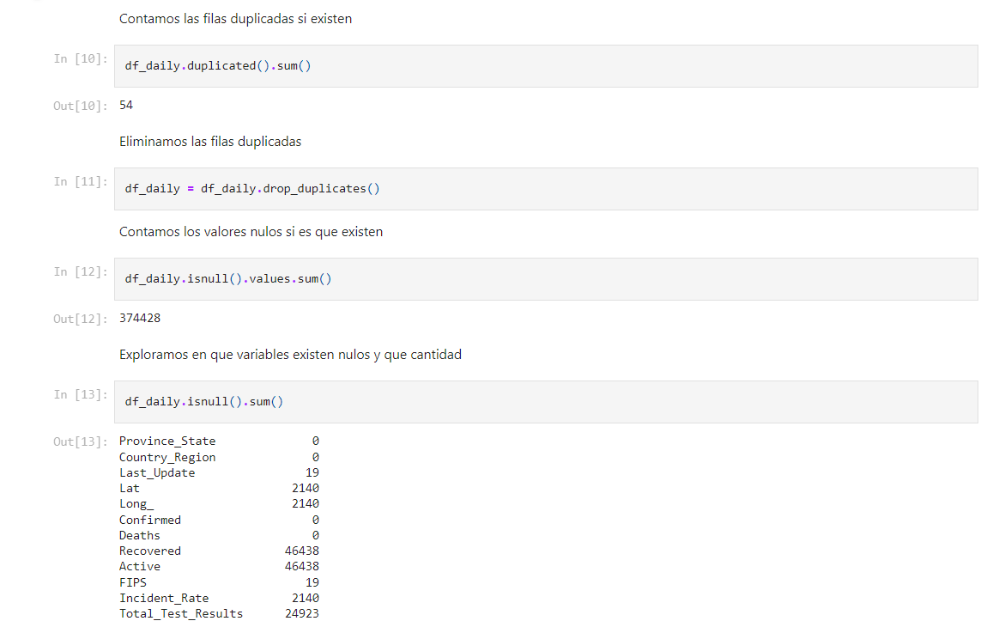 Contamos las filas duplicadas si existen
In [10]: df_daily.duplicated().sum()
Out[10]: 54
Eliminamos las filas duplicadas
In [11]: df_daily = df_daily.drop_duplicates()
Contamos los valores nulos si es que existen
In [12]: df_daily.isnull().values.sum()
Out[12]: 374428
Exploramos en que variables existen nulos y que cantidad
In [13]: df_daily.isnull().sum()
Out[13]: Province_State 0
Country_Region 0
Last_Update 19
Lat 2140
Long_ 2140
Confirmed 0
Deaths 0
Recovered 46438
Active 46438
FIPS 19
Incident_Rate 2140
Total_Test_Results 24923